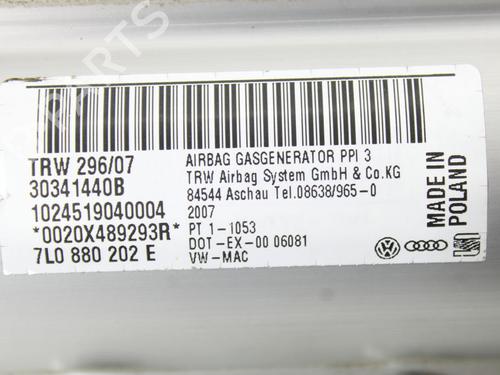 PARTS
TRW 296/07
30341440B
1024519040004
*0020X489293R*
7L0 880 202 E
AIRBAG GASGENERATOR PPI 3
TRW Airbag System GmbH & Co.KG
84544 Aschau Tel.08638/965-0
2007
PT 1-1053
DOT-EX-00 06081
VW-MAC
MADE IN
POLAND